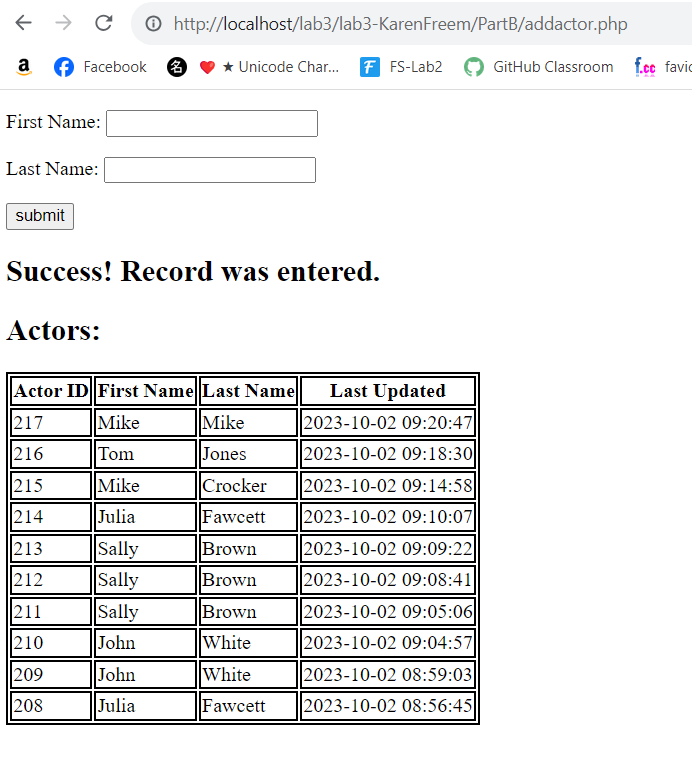 http://localhost/lab3/lab3-KarenFreem/PartB/addactor.php
a Facebook 名 ★ Unicode Char... F FS-Lab2 GitHub Classroom f.cc favic
First Name:
Last Name:
submit
Success! Record was entered.
Actors:
Actor ID First Name Last Name Last Updated
217 Mike Mike 2023-10-02 09:20:47
216 Tom Jones 2023-10-02 09:18:30
215 Mike Crocker 2023-10-02 09:14:58
214 Julia Fawcett 2023-10-02 09:10:07
213 Sally Brown 2023-10-02 09:09:22
212 Sally Brown 2023-10-02 09:08:41
211 Sally Brown 2023-10-02 09:05:06
210 John White 2023-10-02 09:04:57
209 John White 2023-10-02 08:59:03
208 Julia Fawcett 2023-10-02 08:56:45